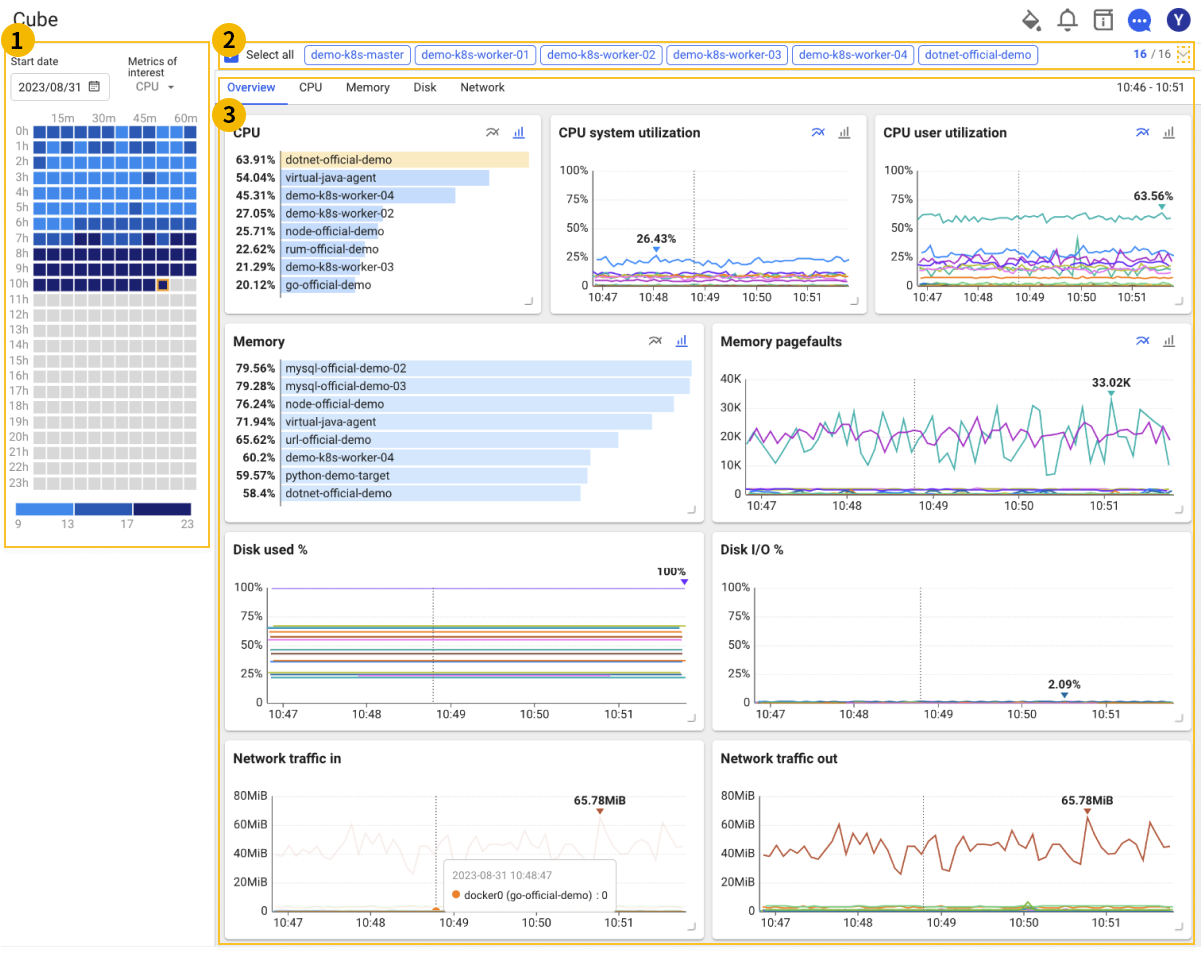 Cube
Y
1
Start date
Metrics of
interest
2023/08/31
CPU
15m 30m 45m 60m
0h
1h
2h
3h
4h
5h
6h
7h
8h
9h
10h
11h
12h
13h
14h
15h
16h
17h
18h
19h
20h
21h
22h
23h
9 13 17 23
2
Select all demo-k8s-master demo-k8s-worker-01 demo-k8s-worker-02 demo-k8s-worker-03 demo-k8s-worker-04 dotnet-official-demo 16 / 16
Overview CPU Memory Disk Network 10:46 - 10:51
3
CPU
63.91% dotnet-official-demo
54.04% virtual-java-agent
45.31% demo-k8s-worker-04
27.05% demo-k8s-worker-02
25.71% node-official-demo
22.62% rum-official-demo
21.29% demo-k8s-worker-03
20.12% go-official-demo
CPU system utilization
100%
75%
50%
25%
0
26.43%
10:47 10:48 10:49 10:50 10:51
CPU user utilization
100%
75%
50%
25%
0
63.56%
10:47 10:48 10:49 10:50 10:51
Memory
79.56% mysql-official-demo-02
79.28% mysql-official-demo-03
76.24% node-official-demo
71.94% virtual-java-agent
65.62% url-official-demo
60.2% demo-k8s-worker-04
59.57% python-demo-target
58.4% dotnet-official-demo
Memory pagefaults
40K
30K
20K
10K
0
33.02K
10:47 10:48 10:49 10:50 10:51
Disk used %
100%
100%
75%
50%
25%
0
10:47 10:48 10:49 10:50 10:51
Disk I/O %
100%
75%
50%
25%
0
2.09%
10:47 10:48 10:49 10:50 10:51
Network traffic in
80MiB
60MiB
40MiB
20MiB
0
65.78MiB
2023-08-31 10:48:47
docker0 (go-official-demo) : 0
10:47 10:48 10:49 10:50 10:51
Network traffic out
80MiB
60MiB
40MiB
20MiB
0
65.78MiB
10:47 10:48 10:49 10:50 10:51